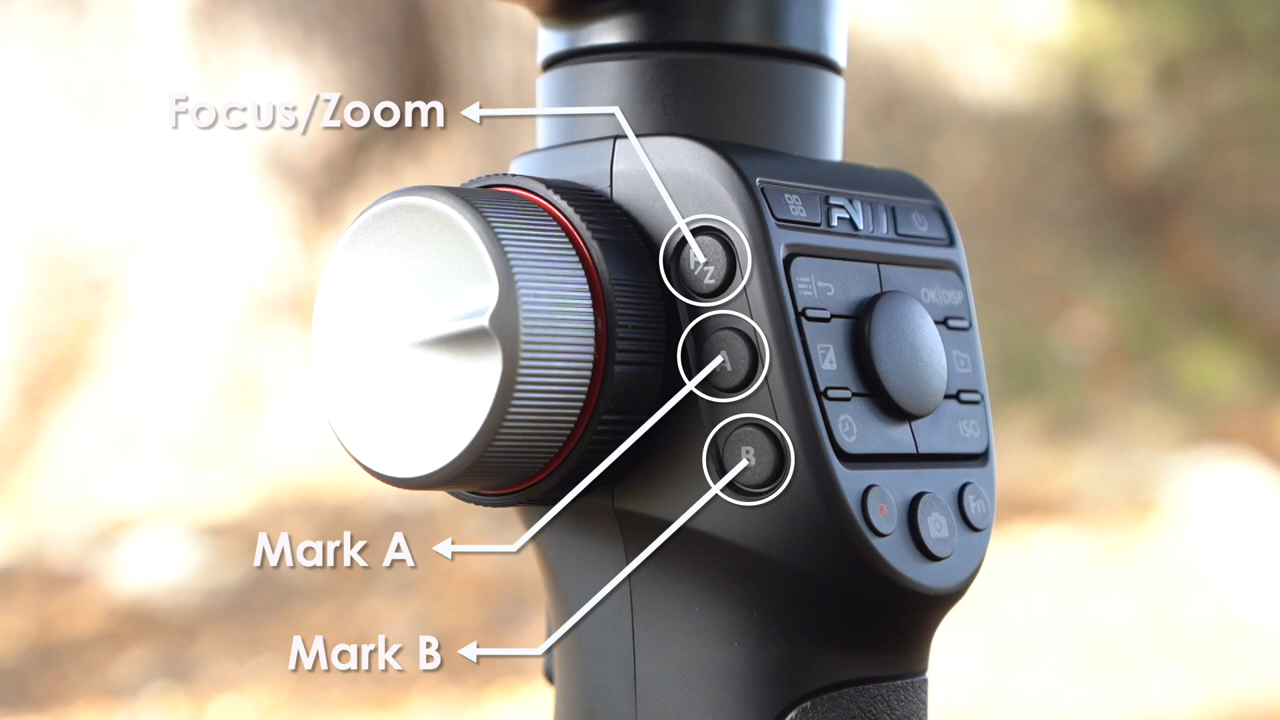 Focus/Zoom
F/Z
OK|DISP
A
ISO
B
Fn
Mark A
Mark B